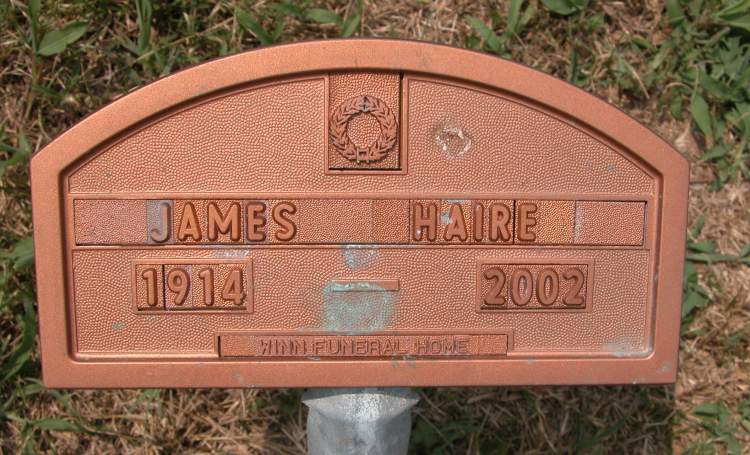 JAMES HAIRE
1914 – 2002
WINN FUNERAL HOME